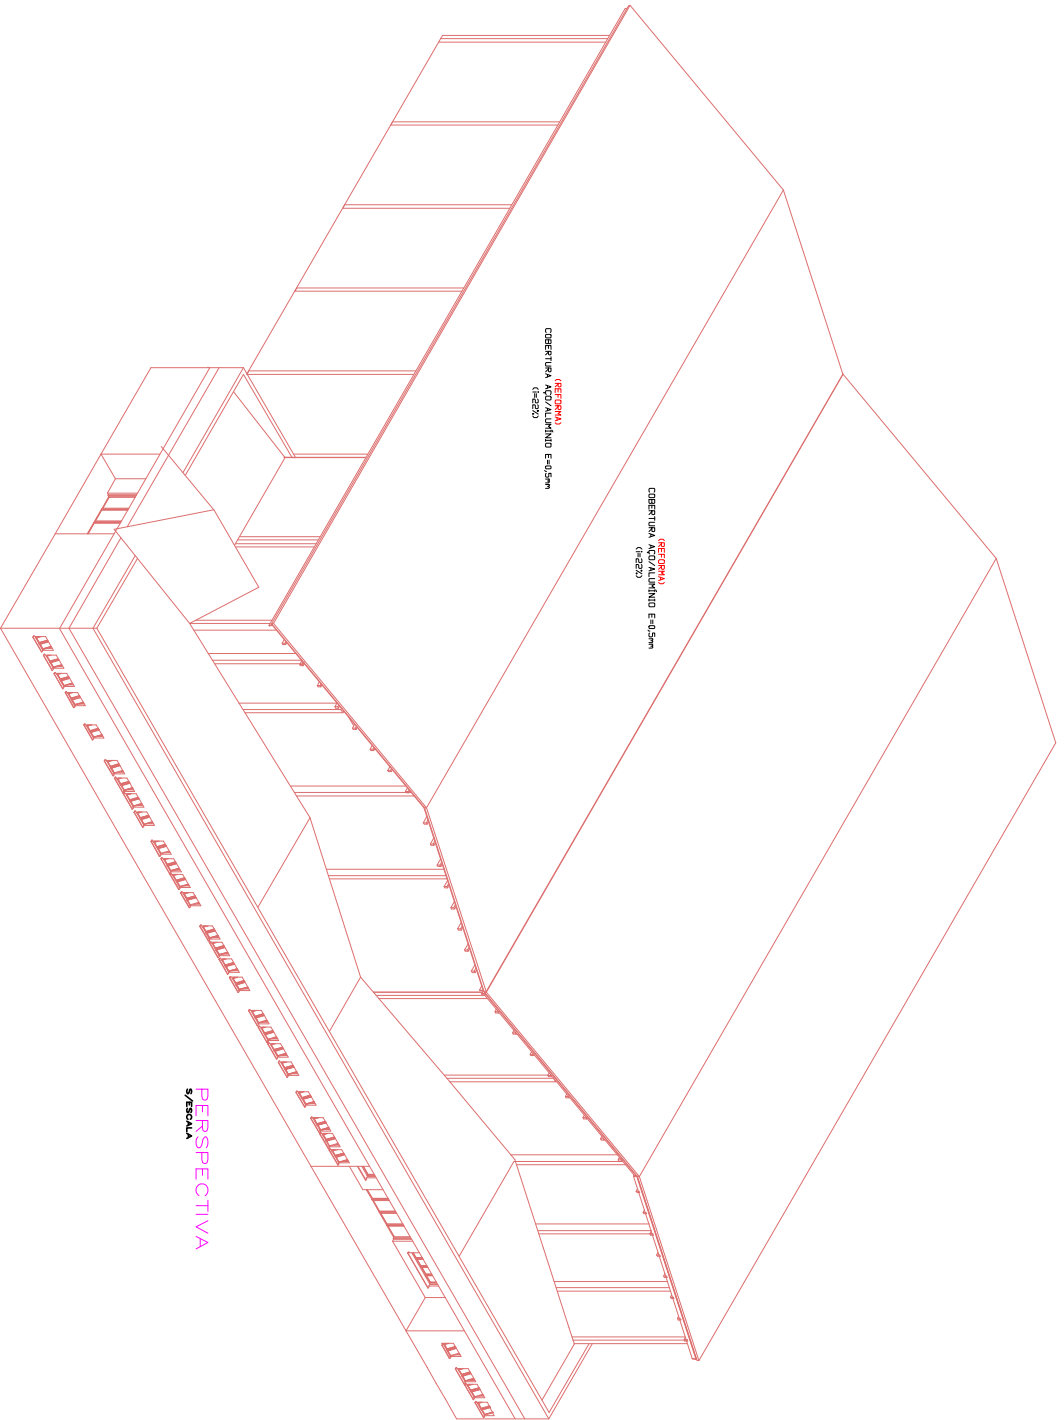 (REFORMA)
COBERTURA AÇO/ALUMÍNIO E=0,5mm
(i=22%)
(REFORMA)
COBERTURA AÇO/ALUMÍNIO E=0,5mm
(i=22%)
PERSPECTIVA
S/ESCALA